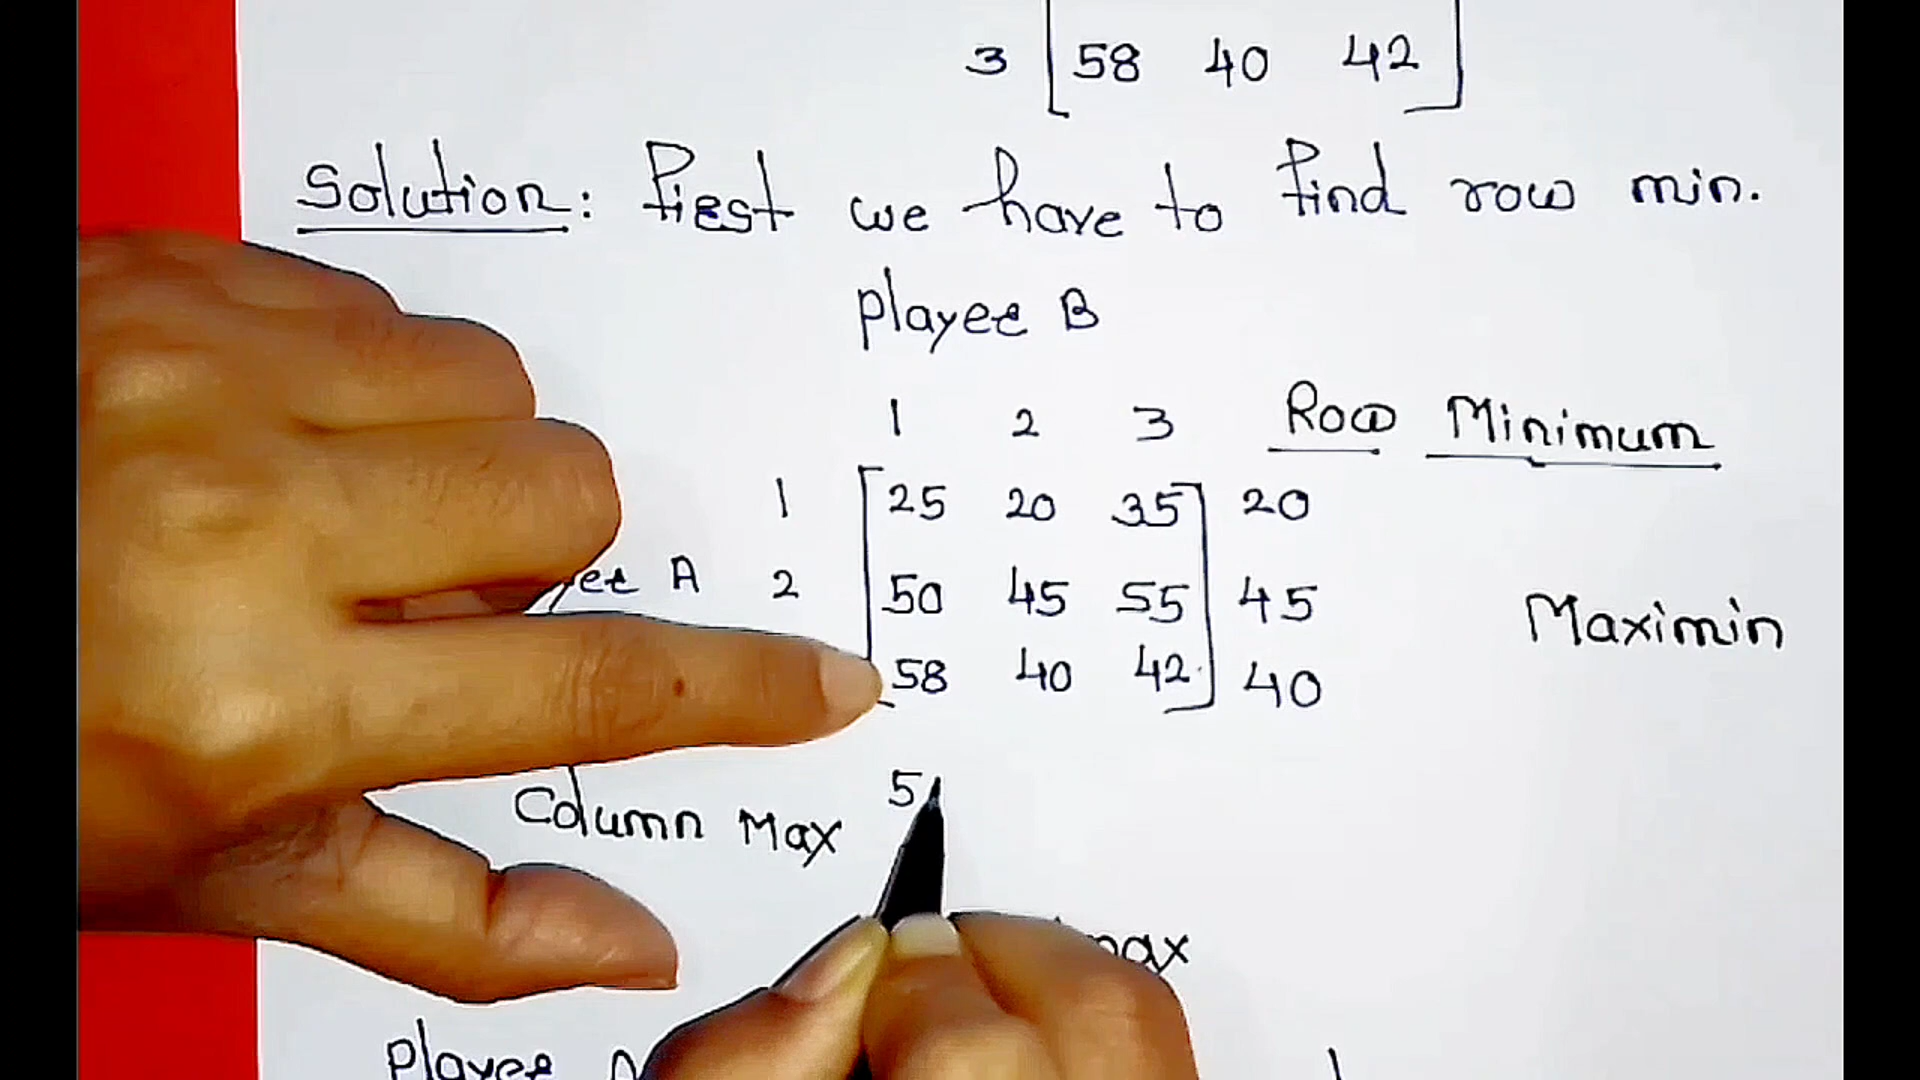 3 [58 40 42]
Solution: First we have to find row min.
Player B
1 2 3 Row Minimum
1 [25 20 35] 20
A 2 50 45 55 45 Maximin
58 40 42 40
Column Max 5
Player